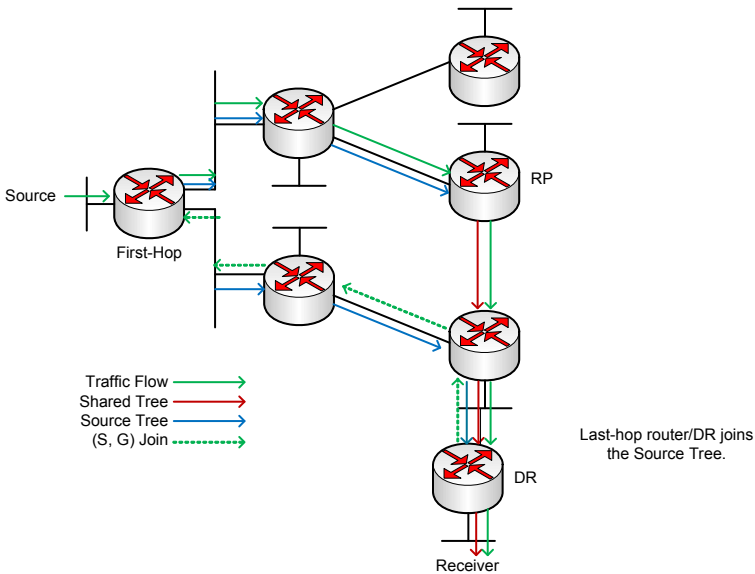 RP
Source
First-Hop
Traffic Flow
Shared Tree
Source Tree
(S, G) Join
Last-hop router/DR joins
the Source Tree.
DR
Receiver